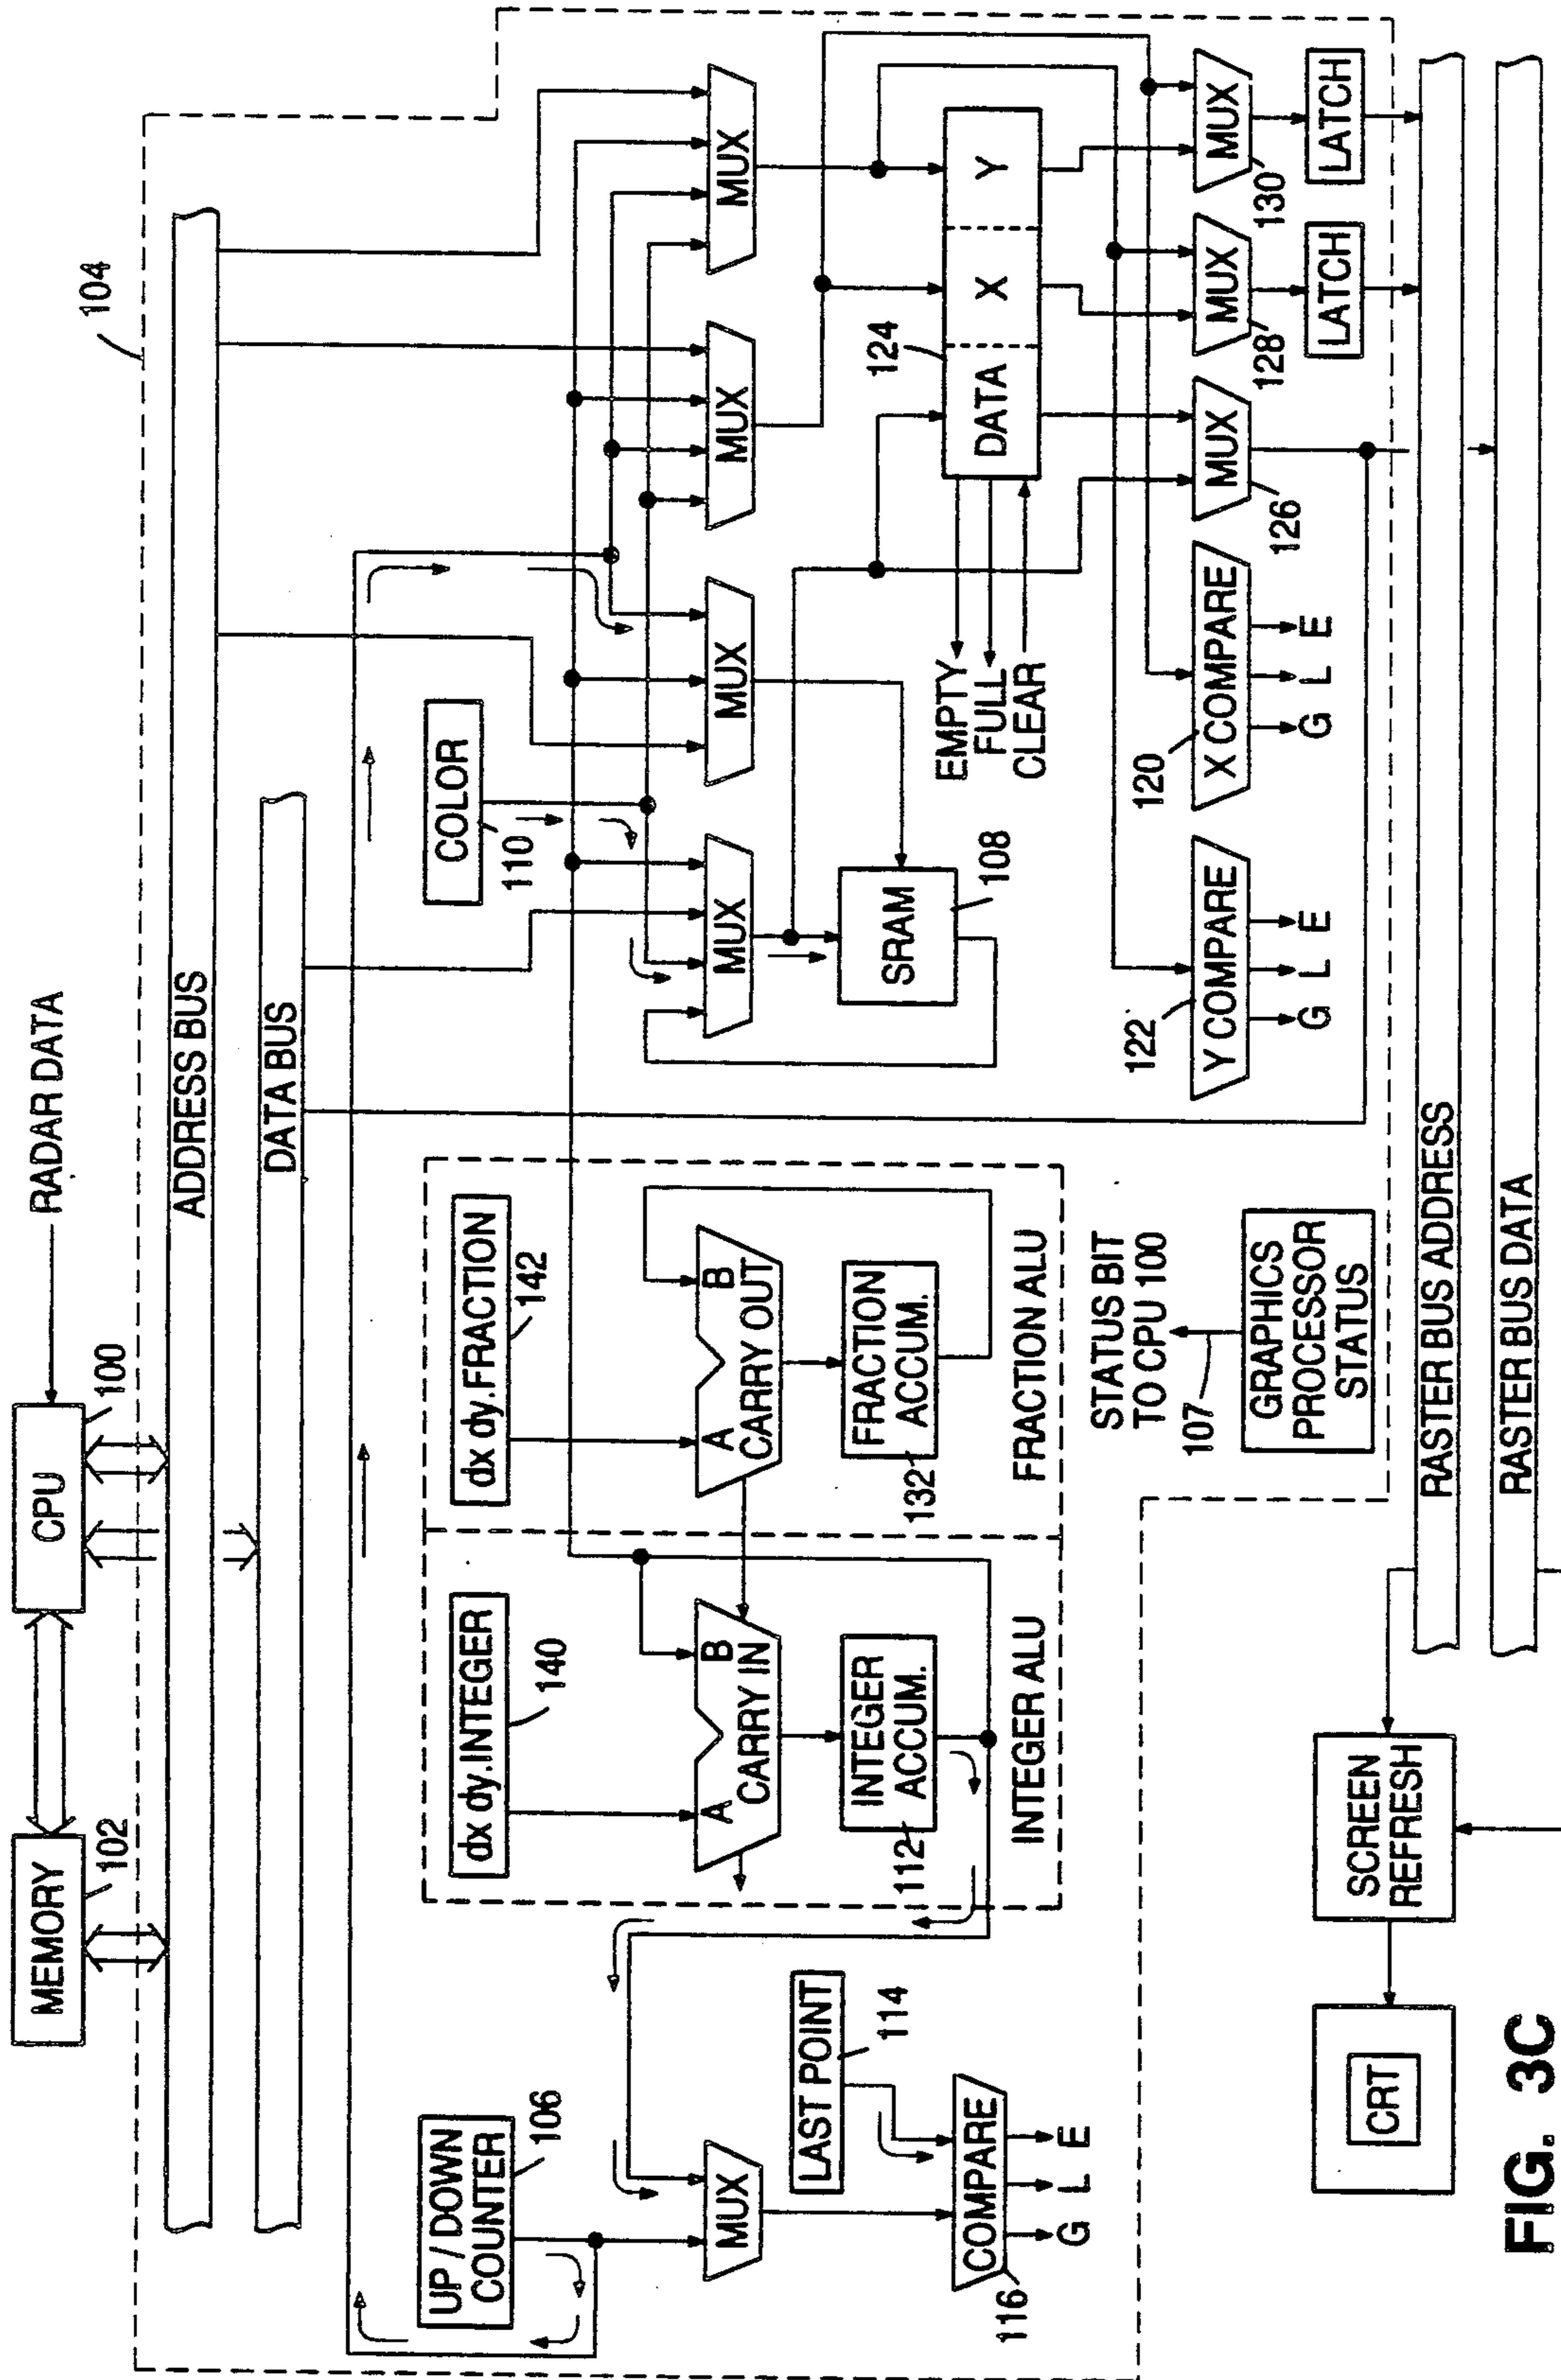 RADAR DATA
MEMORY
102
CPU
100
104
ADDRESS BUS
DATA BUS
UP / DOWN
COUNTER
106
dx dy.INTEGER
140
dx dy.FRACTION
142
COLOR
110
MUX
A
B
CARRY IN
A
B
CARRY OUT
MUX
MUX
MUX
MUX
LAST POINT
114
INTEGER
ACCUM.
112
FRACTION
ACCUM.
132
SRAM
108
124
DATA
X
Y
EMPTY
FULL
CLEAR
COMPARE
116
G L E
INTEGER ALU
FRACTION ALU
STATUS BIT
TO CPU 100
107
GRAPHICS
PROCESSOR
STATUS
122
Y COMPARE
G L E
120
X COMPARE
G L E
MUX
126
MUX
128
MUX
130
LATCH
LATCH
RASTER BUS ADDRESS
RASTER BUS DATA
CRT
SCREEN
REFRESH
FIG. 3C